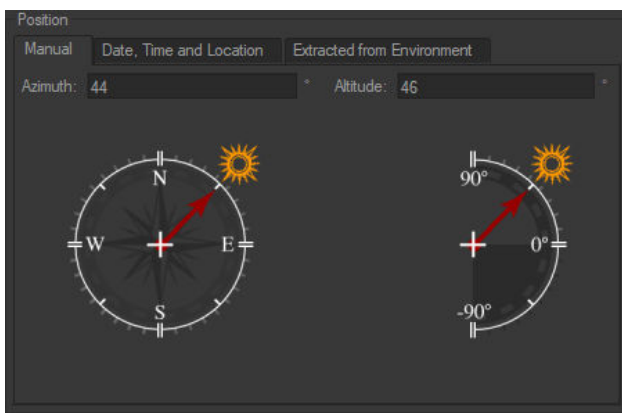 Position
Manual Date, Time and Location Extracted from Environment
Azimuth: 44 ° Altitude: 46 °
N 90°
W E 0°
S -90°